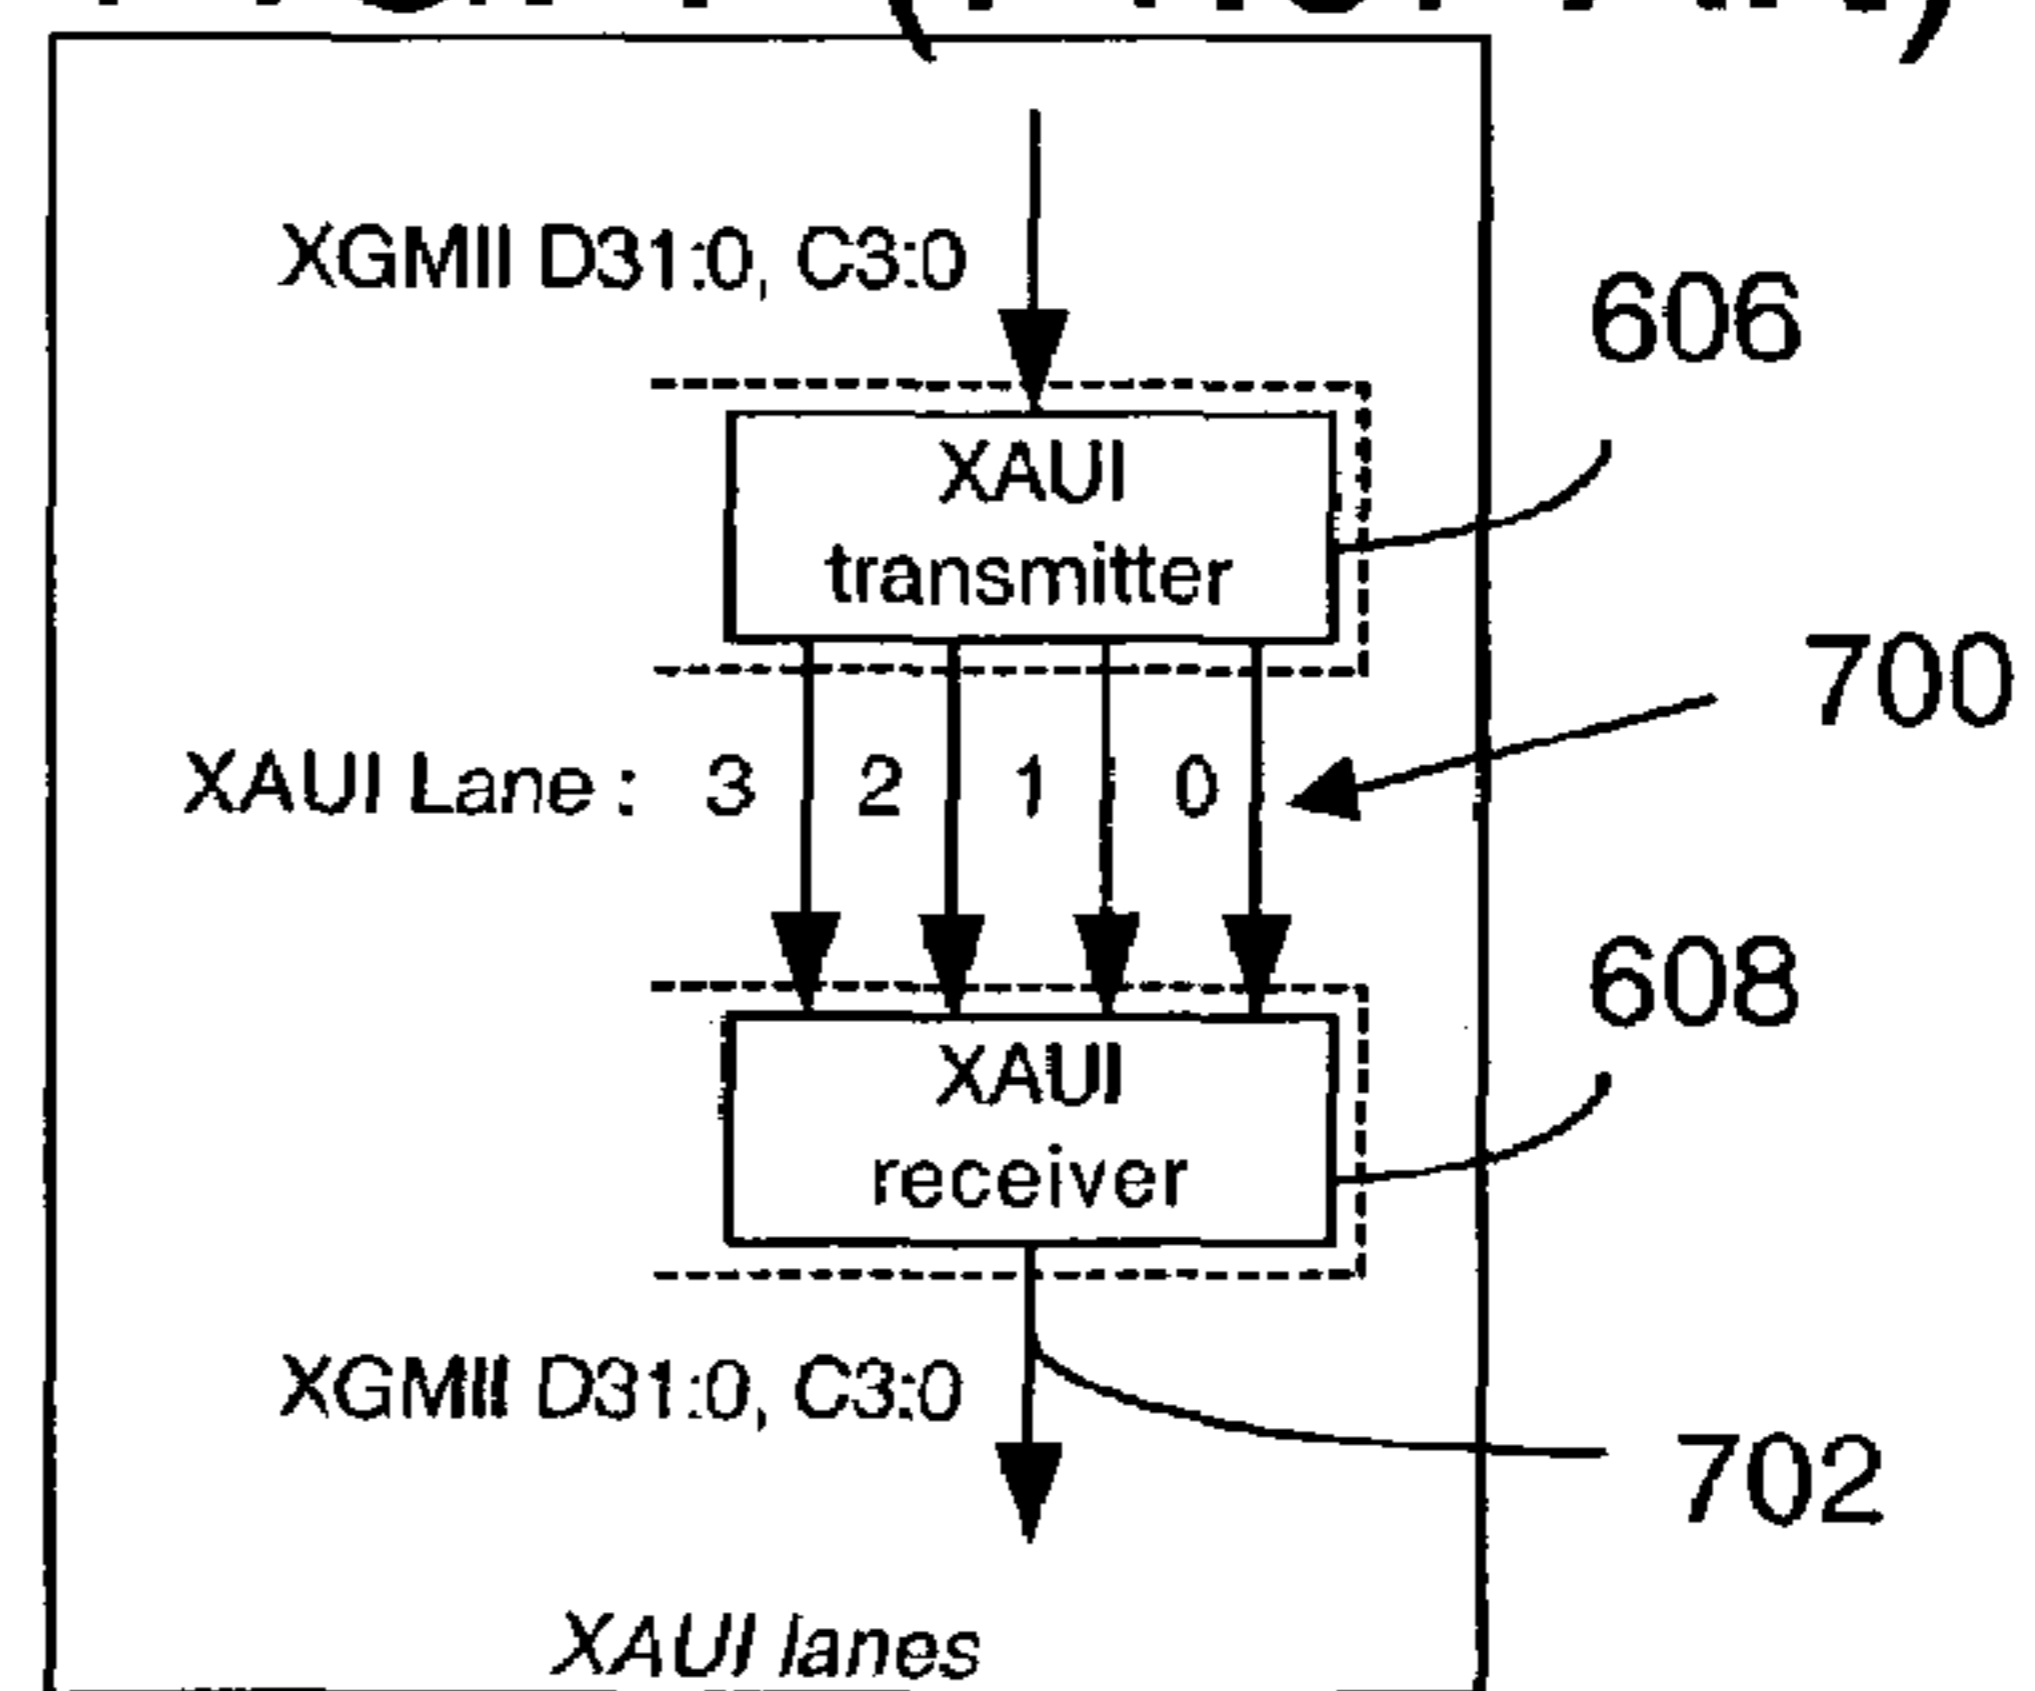 XGMII D31:0, C3:0
606
XAUI
transmitter
700
XAUI Lane : 3 2 1 0
608
XAUI
receiver
XGMII D31:0, C3:0
702
XAUI lanes